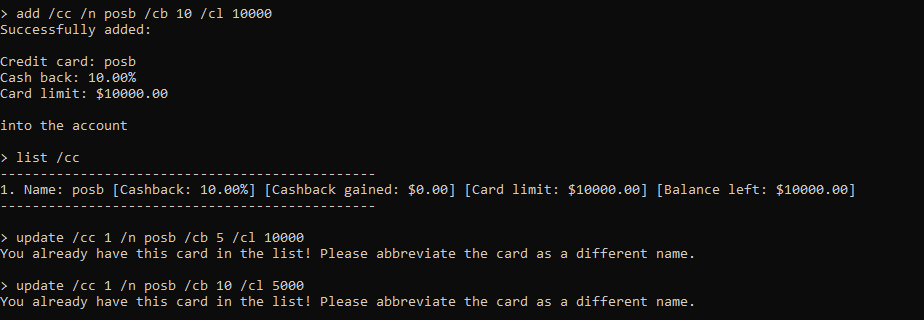 > add /cc /n posb /cb 10 /cl 10000
Successfully added:
Credit card: posb
Cash back: 10.00%
Card limit: $10000.00
into the account
> list /cc
-----------------------------------------------
1. Name: posb [Cashback: 10.00%] [Cashback gained: $0.00] [Card limit: $10000.00] [Balance left: $10000.00]
-----------------------------------------------
> update /cc 1 /n posb /cb 5 /cl 10000
You already have this card in the list! Please abbreviate the card as a different name.
> update /cc 1 /n posb /cb 10 /cl 5000
You already have this card in the list! Please abbreviate the card as a different name.